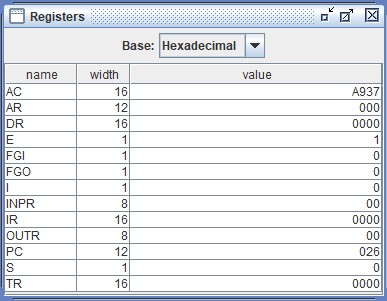 Registers
Base: Hexadecimal
name width value
AC 16 A937
AR 12 000
DR 16 0000
E 1 1
FGI 1 0
FGO 1 0
I 1 0
INPR 8 00
IR 16 0000
OUTR 8 00
PC 12 026
S 1 0
TR 16 0000